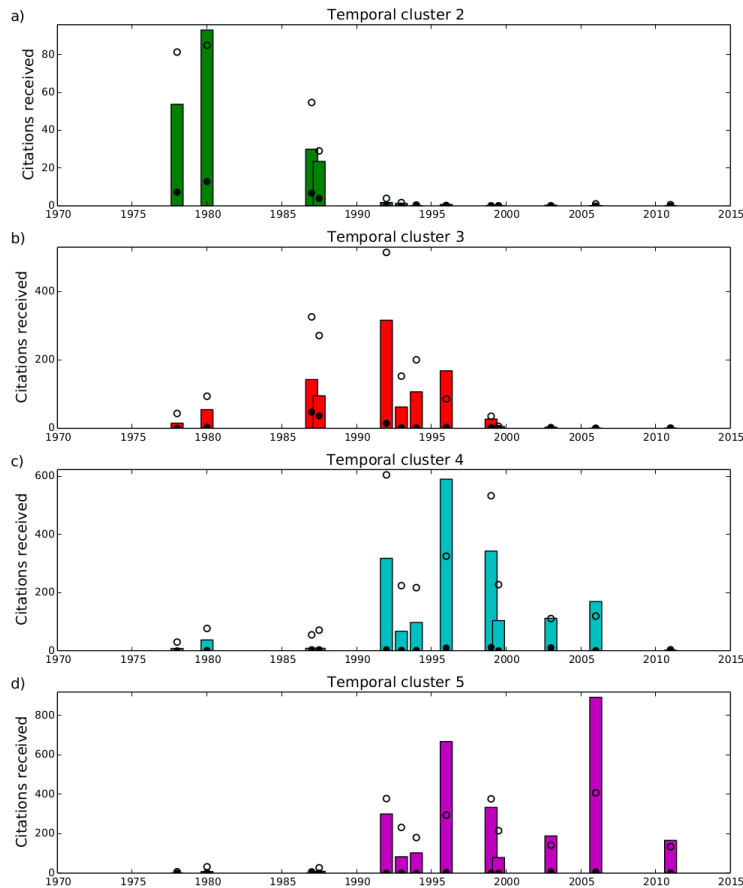 a)
Temporal cluster 2
Citations received
80
60
40
20
0
1970 1975 1980 1985 1990 1995 2000 2005 2010 2015
b)
Temporal cluster 3
Citations received
400
200
0
1970 1975 1980 1985 1990 1995 2000 2005 2010 2015
c)
Temporal cluster 4
Citations received
600
400
200
0
1970 1975 1980 1985 1990 1995 2000 2005 2010 2015
d)
Temporal cluster 5
Citations received
800
600
400
200
0
1970 1975 1980 1985 1990 1995 2000 2005 2010 2015